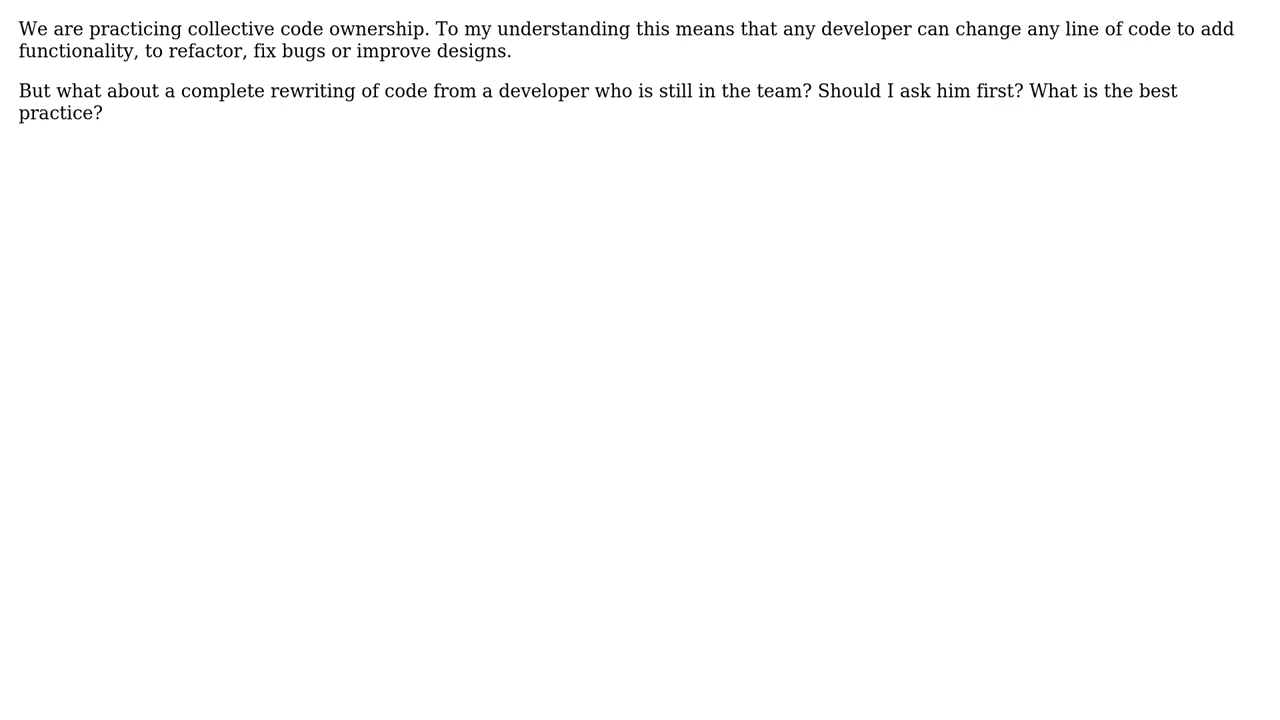 We are practicing collective code ownership. To my understanding this means that any developer can change any line of code to add
functionality, to refactor, fix bugs or improve designs.
But what about a complete rewriting of code from a developer who is still in the team? Should I ask him first? What is the best
practice?